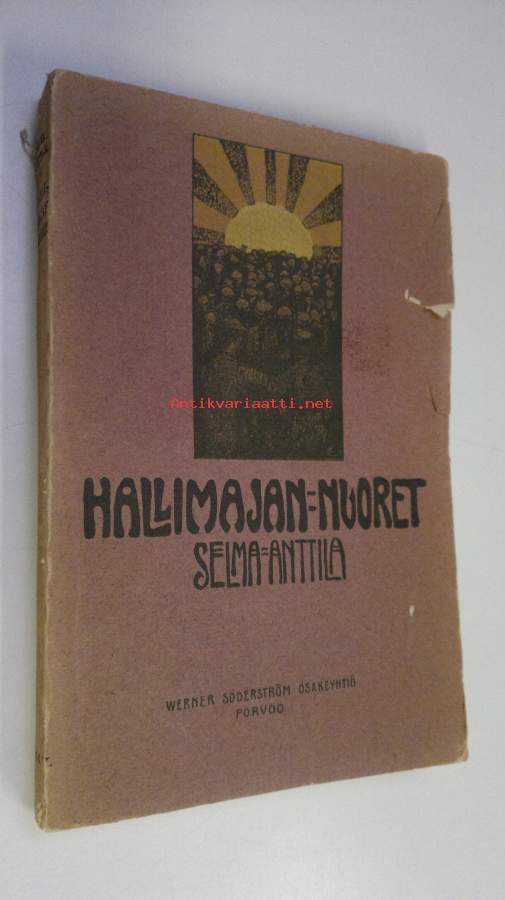 Antikvariaatti.net
HALLIMAJAN=NUORET
SELMA=ANTTILA
WERNER SÖDERSTRÖM OSAKEYHTIÖ
PORVOO